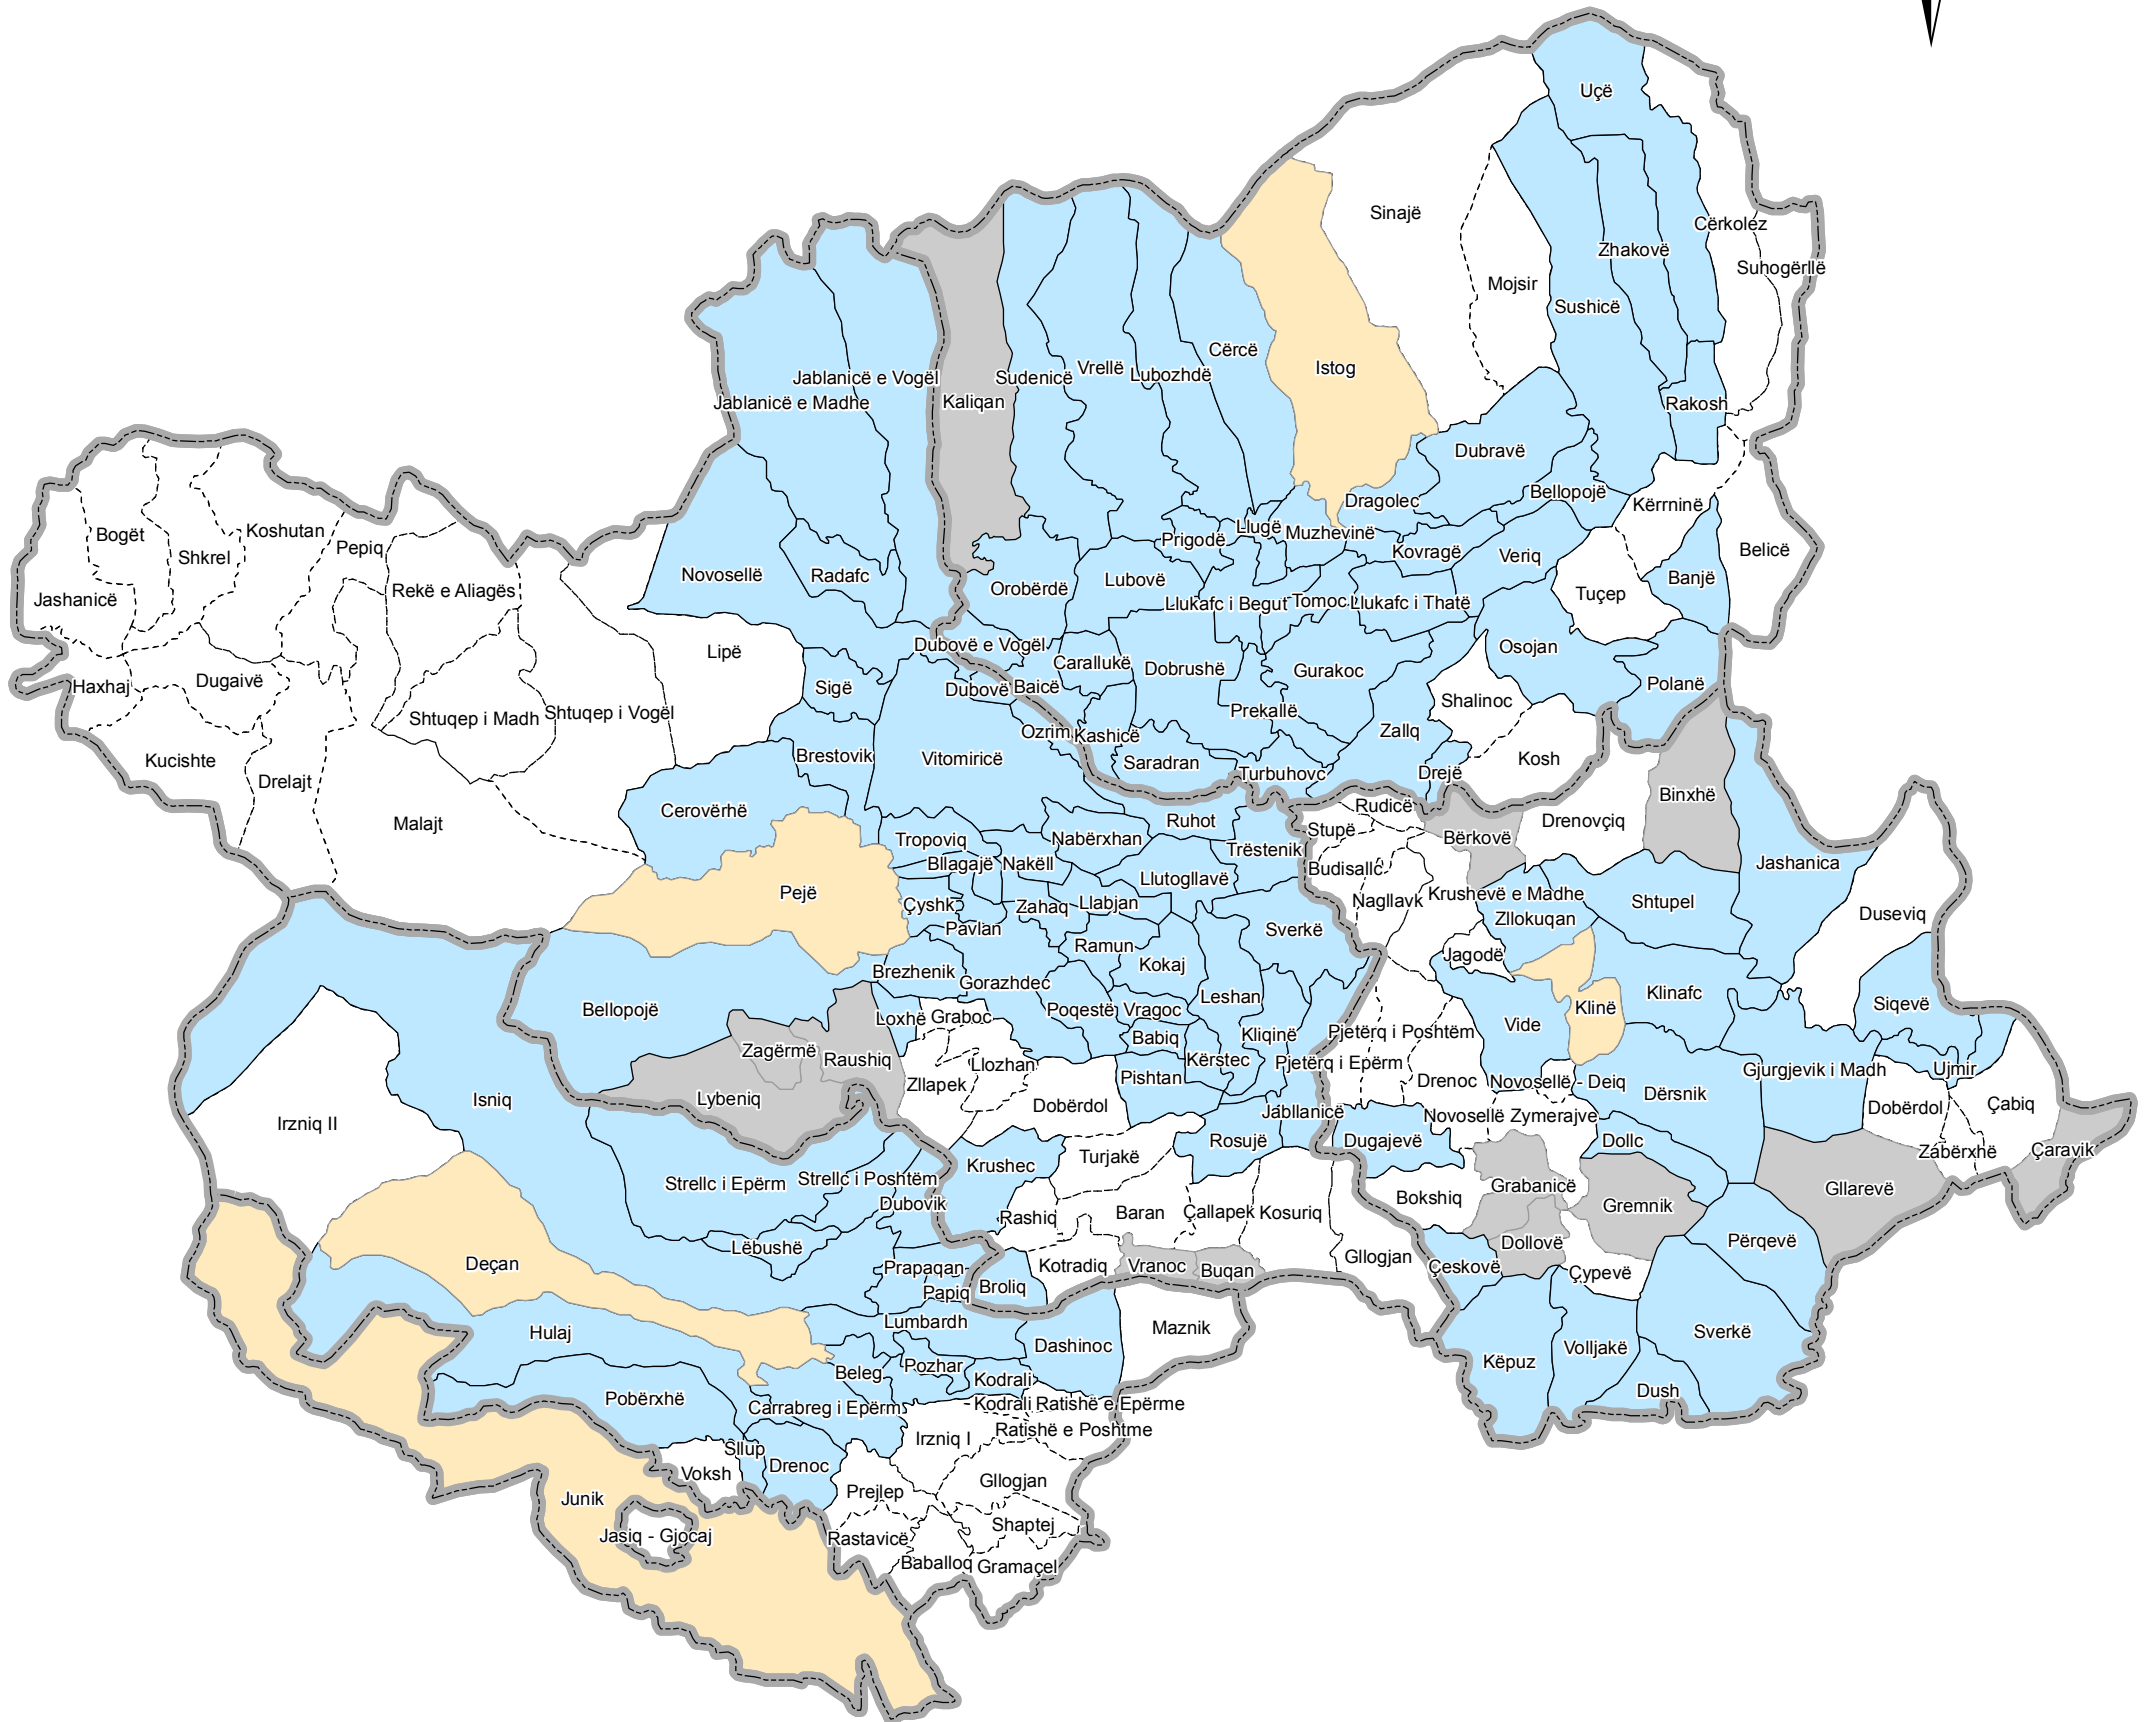 Uçë
Sinajë
Cërkolez
Zhakovë
Suhogërllë
Mojsir
Sushicë
Cërcë
Istog
Vrellë
Lubozhdë
Sudenicë
Jablanicë e Vogël
Jablanicë e Madhe
Kaliqan
Rakosh
Dubravë
Bellopojë
Dragolec
Kërrninë
Llugë
Muzhevinë
Prigodë
Kovragë
Veriq
Belicë
Banjë
Tuçep
Bogët
Shkrel
Koshutan
Pepiq
Jashanicë
Rekë e Aliagës
Novosellë
Radafc
Orobërdë
Lubovë
Llukafc i Begut
Tomoc
Llukafc i Thatë
Lipë
Dubovë e Vogël
Carallukë
Dobrushë
Gurakoc
Osojan
Polanë
Haxhaj
Dugaivë
Sigë
Dubovë
Baicë
Shtuqep i Madh
Shtuqep i Vogël
Prekallë
Shalinoc
Ozrim
Kashicë
Zallq
Kucishte
Drelajt
Brestovik
Vitomiricë
Saradran
Turbuhovc
Drejë
Kosh
Binxhë
Malajt
Cerovërhë
Rudicë
Stupë
Bërkovë
Drenovçiq
Ruhot
Tropoviq
Nabërxhan
Trëstenik
Bllagajë
Nakëll
Budisallc
Jashanica
Pejë
Llutogllavë
Krushevë e Madhe
Nagllavk
Shtupel
Çyshk
Zahaq
Llabjan
Zllokuqan
Duseviq
Pavlan
Sverkë
Ramun
Jagodë
Kokaj
Brezhenik
Gorazhdec
Leshan
Klinafc
Siqevë
Bellopojë
Poqestë
Vragoc
Klinë
Loxhë
Graboc
Vide
Babiq
Kliqinë
Pjetërq i Poshtëm
Zagërmë
Raushiq
Llozhan
Kërstec
Pjetërq i Epërm
Gjurgjevik i Madh
Ujmir
Zllapek
Pishtan
Drenoc
Novosellë - Deiq
Dërsnik
Lybeniq
Isniq
Dobërdol
Jabllanicë
Novosellë Zymerajve
Dobërdol
Çabiq
Irzniq II
Rosujë
Dugajevë
Dollc
Zabërxhë
Çaravik
Krushec
Turjakë
Strellc i Epërm
Strellc i Poshtëm
Grabanicë
Gllarevë
Dubovik
Bokshiq
Gremnik
Rashiq
Baran
Çallapek
Kosuriq
Lëbushë
Dollovë
Përqevë
Deçan
Prapaqan
Kotradiq
Vranoc
Buqan
Gllogjan
Çeskovë
Çypevë
Papiq
Broliq
Lumbardh
Maznik
Hulaj
Dashinoc
Sverkë
Volljakë
Këpuz
Beleg
Pozhar
Kodrali
Dush
Pobërxhë
Carrabreg i Epërm
Kodrali
Ratishë e Epërme
Ratishë e Poshtme
Irzniq I
Sllup
Drenoc
Voksh
Gllogjan
Prejlep
Junik
Shaptej
Jasiq - Gjocaj
Rastavicë
Baballoq
Gramaçel